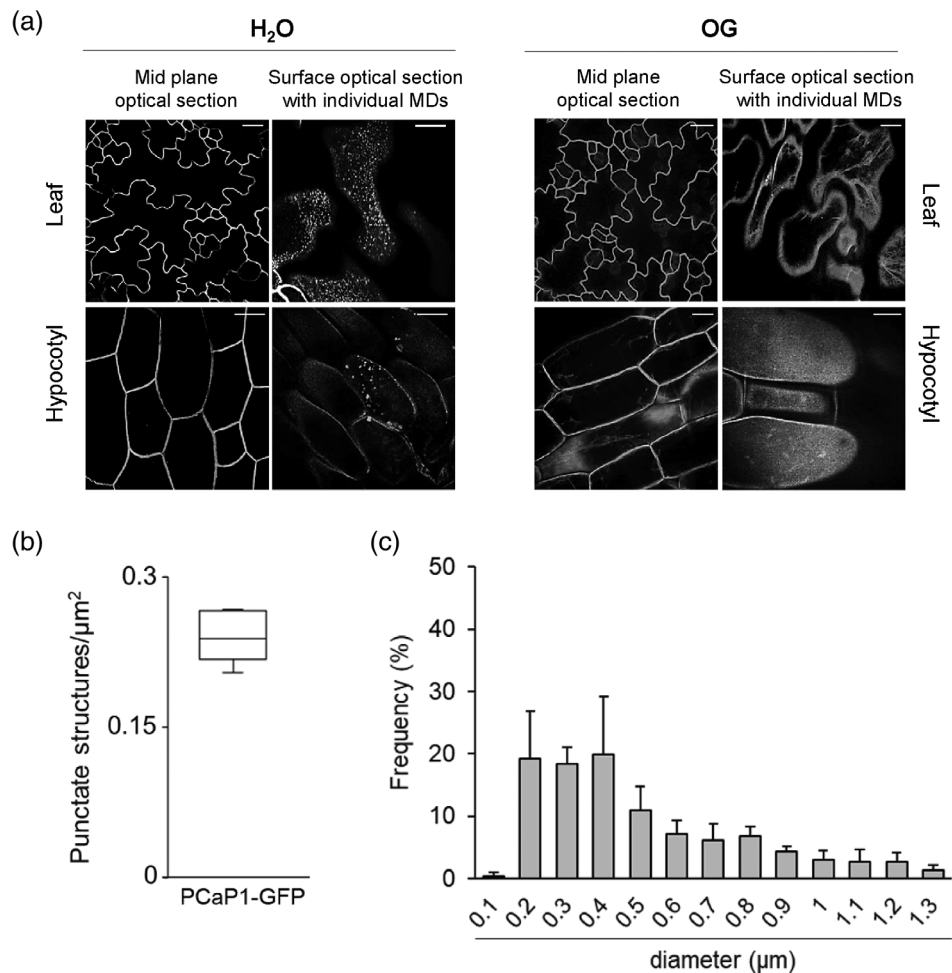 (a)
H₂O
OG
Mid plane optical section
Surface optical section with individual MDs
Mid plane optical section
Surface optical section with individual MDs
Leaf
Leaf
Hypocotyl
Hypocotyl
(b)
Punctate structures/µm²
0.3
0.15
0
PCaP1-GFP
(c)
Frequency (%)
50
40
30
20
10
0
0.1 0.2 0.3 0.4 0.5 0.6 0.7 0.8 0.9 1 1.1 1.2 1.3
diameter (µm)